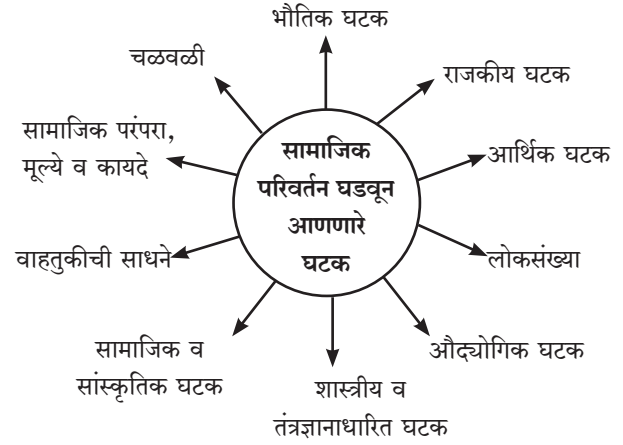 भौतिक घटक
चळवळी
राजकीय घटक
सामाजिक परंपरा,
मूल्ये व कायदे
सामाजिक
परिवर्तन घडवून
आणणारे
घटक
आर्थिक घटक
वाहतुकीची साधने
लोकसंख्या
सामाजिक व
सांस्कृतिक घटक
औद्योगिक घटक
शास्त्रीय व
तंत्रज्ञानाधारित घटक